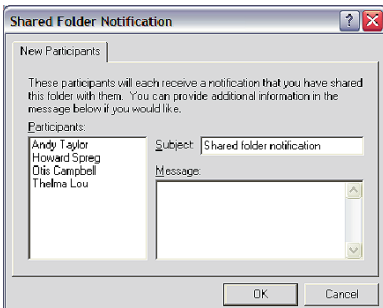 Shared Folder Notification
New Participants
These participants will each receive a notification that you have shared
this folder with them. You can provide additional information in the
message below if you would like.
Participants:
Andy Taylor
Howard Spreg
Otis Campbell
Thelma Lou
Subject: Shared folder notification
Message:
OK Cancel